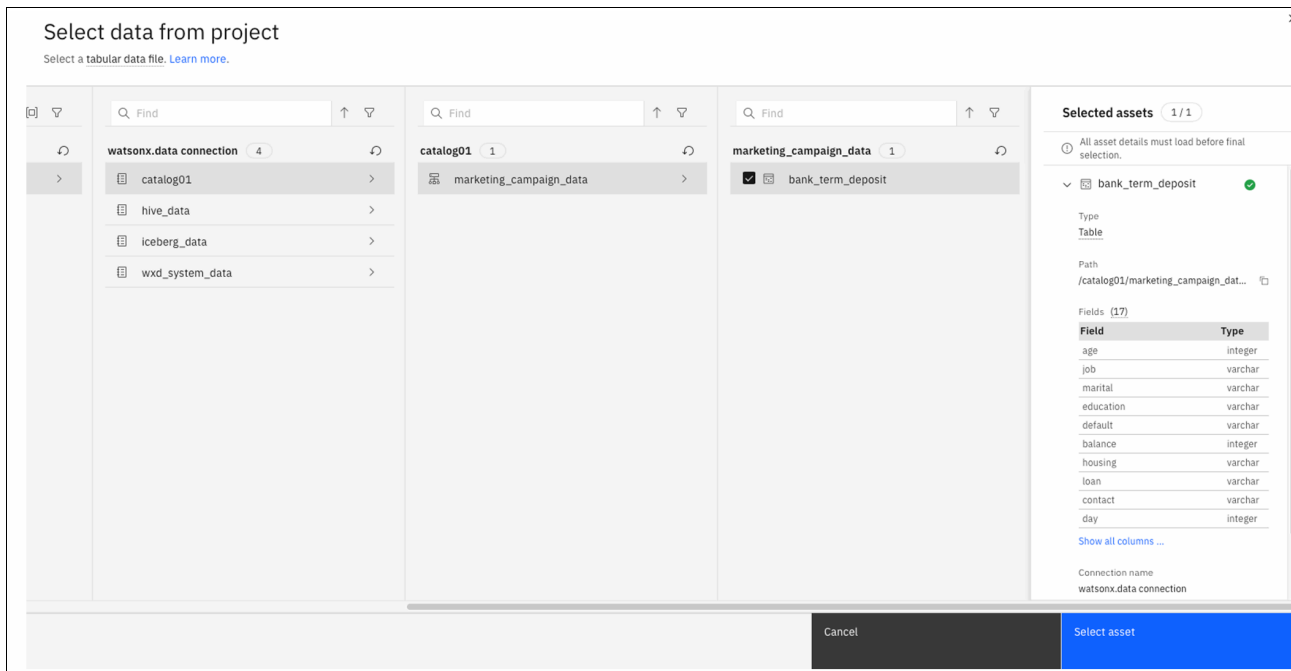 Select data from project
Select a tabular data file. Learn more.
Find
watsonx.data connection 4
catalog01
hive_data
iceberg_data
wxd_system_data
Find
catalog01 1
marketing_campaign_data
Find
marketing_campaign_data 1
bank_term_deposit
Selected assets 1 / 1
All asset details must load before final
selection.
bank_term_deposit
Type
Table
Path
/catalog01/marketing_campaign_dat...
Fields (17)
Field Type
age integer
job varchar
marital varchar
education varchar
default varchar
balance integer
housing varchar
loan varchar
contact varchar
day integer
Show all columns ...
Connection name
watsonx.data connection
Cancel
Select asset